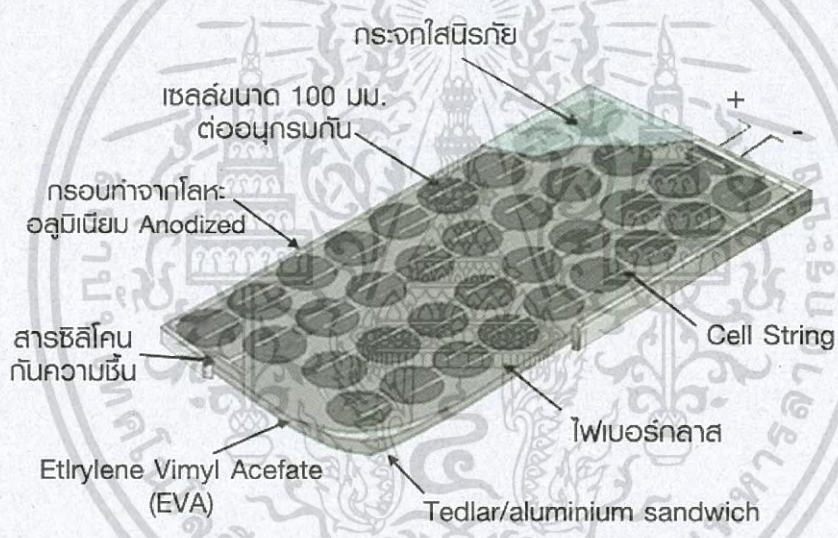 กระจกใสนิรภัย
เซลล์ขนาด 100 มม.
ต่ออนุกรมกัน
+
-
กรอบทำจากโลหะ
อลูมิเนียม Anodized
สารซิลิโคน
กันความชื้น
Cell String
ไฟเบอร์กลาส
Etlrylene Vimyl Acefate
(EVA)
Tedlar/aluminium sandwich